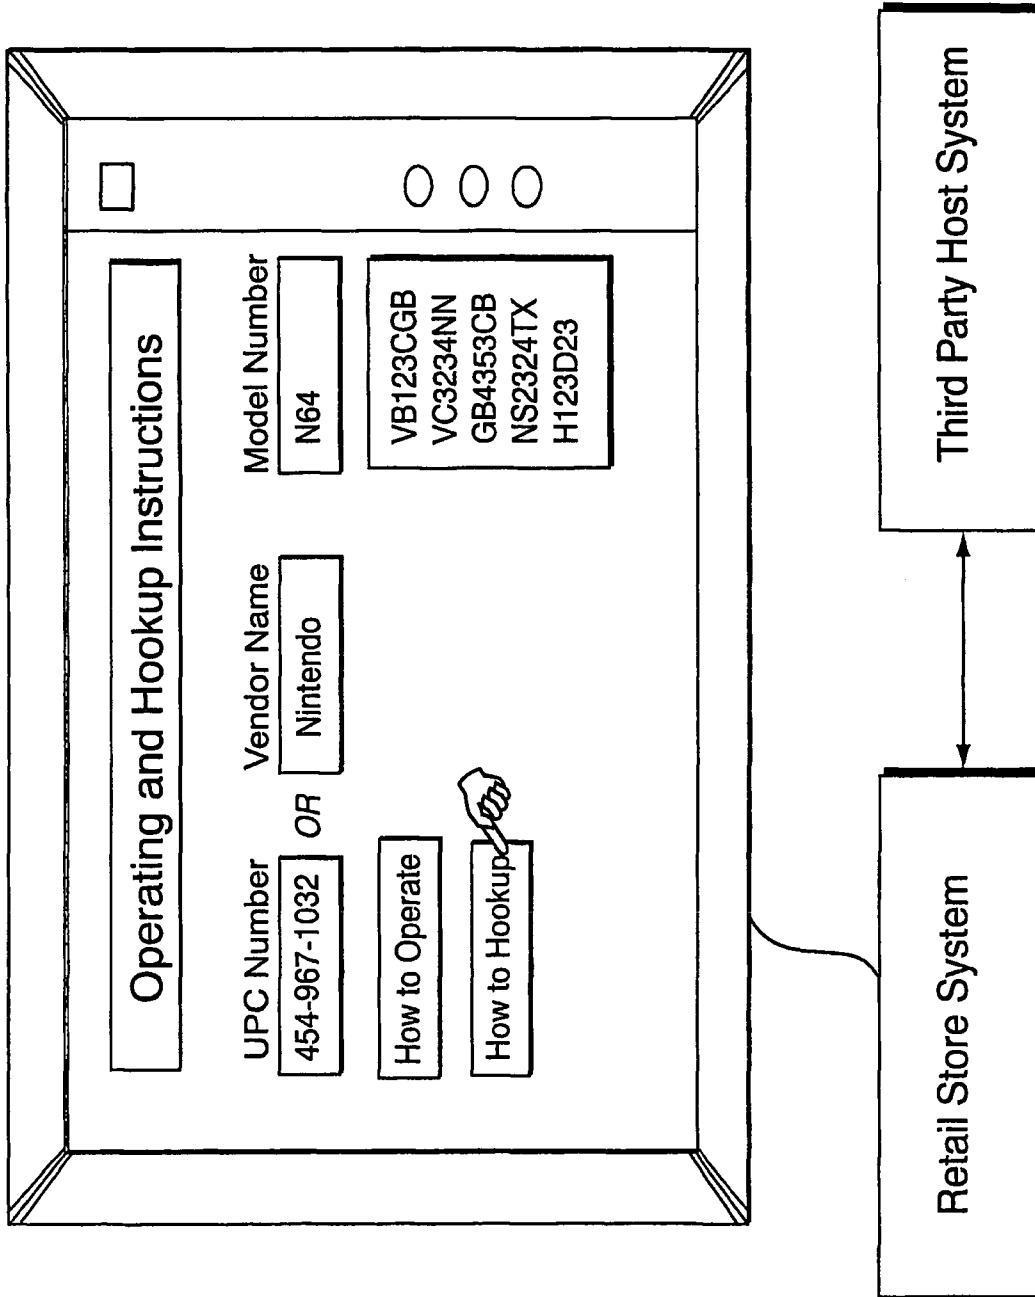 Operating and Hookup Instructions
UPC Number
Vendor Name
Model Number
454-967-1032
OR
Nintendo
N64
How to Operate
How to Hookup
VB123CGB
VC3234NN
GB4353CB
NS2324TX
H123D23
Retail Store System
Third Party Host System